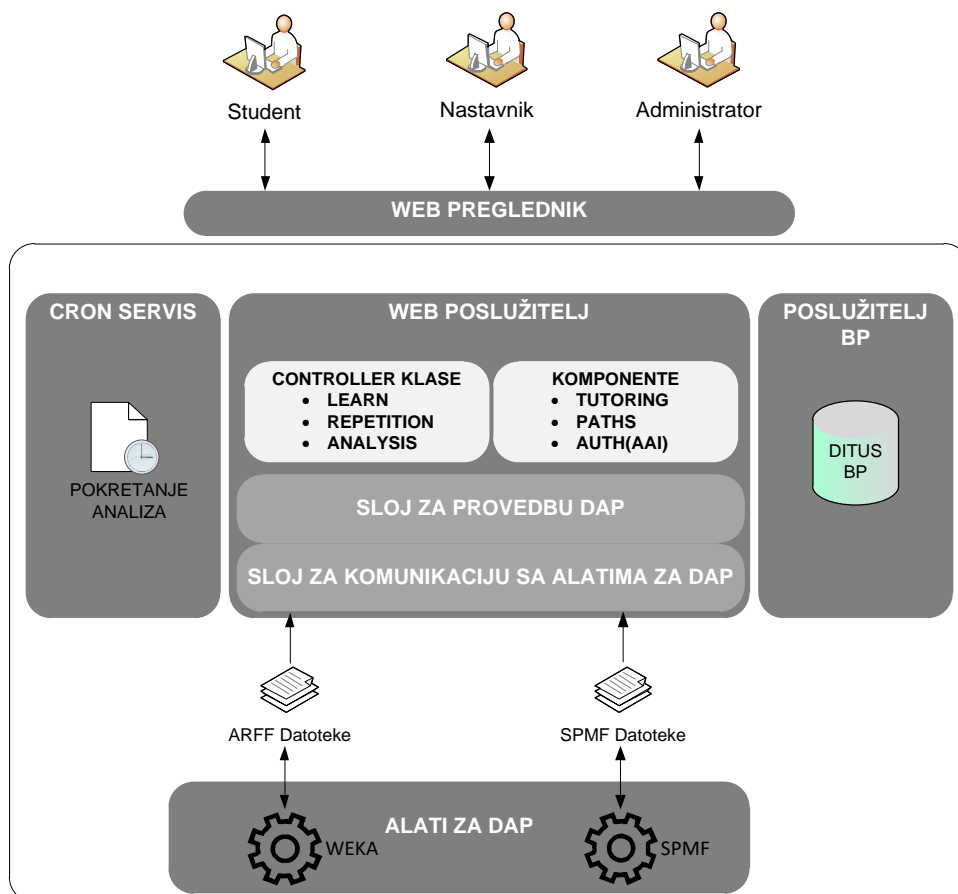 Student
Nastavnik
Administrator
WEB PREGLEDNIK
CRON SERVIS
POKRETANJE
ANALIZA
WEB POSLUŽITELJ
CONTROLLER KLASE
• LEARN
• REPETITION
• ANALYSIS
KOMPONENTE
• TUTORING
• PATHS
• AUTH(AAI)
SLOJ ZA PROVEDBU DAP
SLOJ ZA KOMUNIKACIJU SA ALATIMA ZA DAP
POSLUŽITELJ
BP
DITUS
BP
ARFF Datoteke
SPMF Datoteke
ALATI ZA DAP
WEKA
SPMF